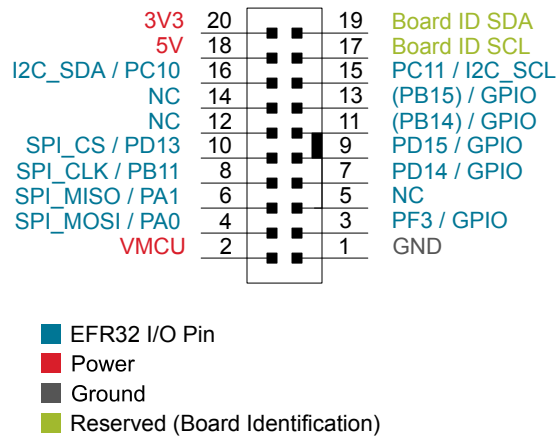 3V3 20 19 Board ID SDA
5V 18 17 Board ID SCL
I2C_SDA / PC10 16 15 PC11 / I2C_SCL
NC 14 13 (PB15) / GPIO
NC 12 11 (PB14) / GPIO
SPI_CS / PD13 10 9 PD15 / GPIO
SPI_CLK / PB11 8 7 PD14 / GPIO
SPI_MISO / PA1 6 5 NC
SPI_MOSI / PA0 4 3 PF3 / GPIO
VMCU 2 1 GND
EFR32 I/O Pin
Power
Ground
Reserved (Board Identification)